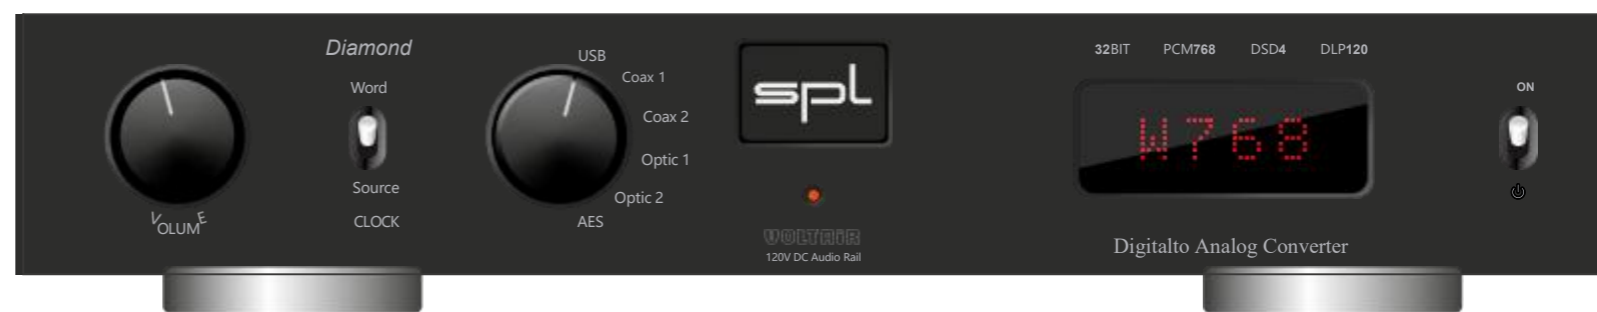 Diamond
VOLUME
Word
Source
CLOCK
USB
Coax 1
Coax 2
Optic 1
Optic 2
AES
spl
VOLTAiR
120V DC Audio Rail
32BIT PCM768 DSD4 DLP120
W768
Digitalto Analog Converter
ON